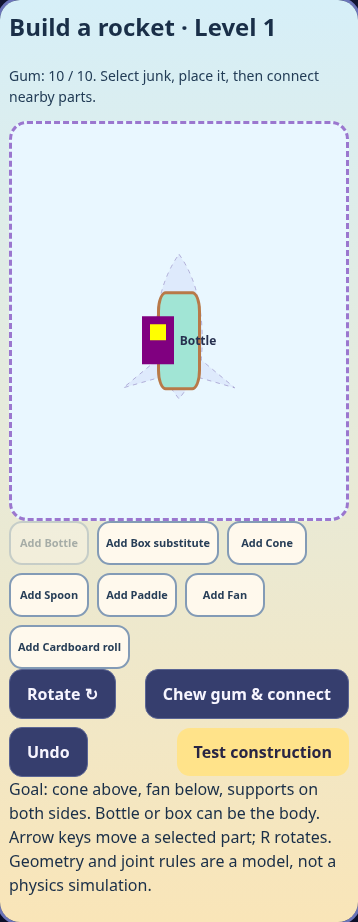 Build a rocket · Level 1
Gum: 10 / 10. Select junk, place it, then connect
nearby parts.
Bottle
Add Bottle
Add Box substitute
Add Cone
Add Spoon
Add Paddle
Add Fan
Add Cardboard roll
Rotate ↻
Chew gum & connect
Undo
Test construction
Goal: cone above, fan below, supports on
both sides. Bottle or box can be the body.
Arrow keys move a selected part; R rotates.
Geometry and joint rules are a model, not a
physics simulation.